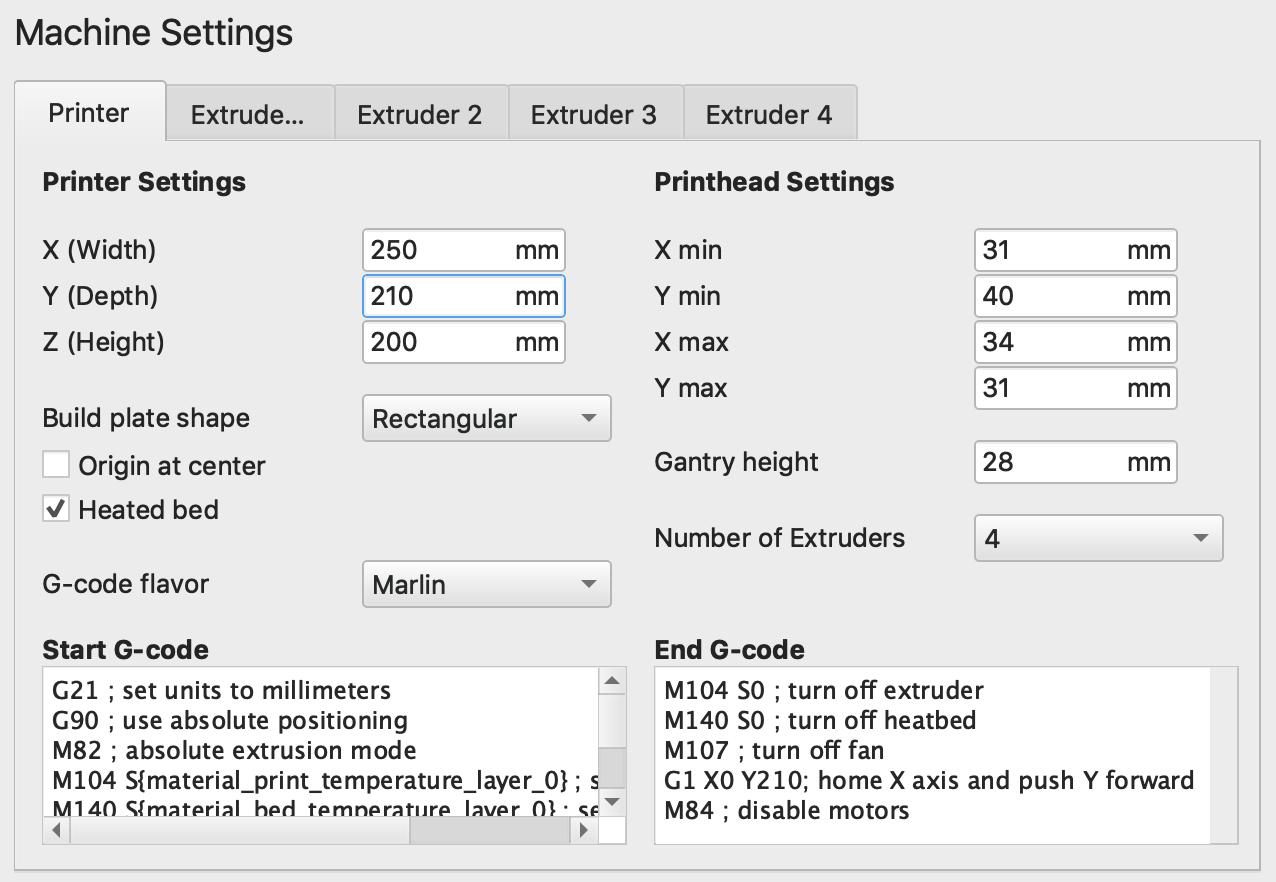 Machine Settings
Printer
Extrude...
Extruder 2
Extruder 3
Extruder 4
Printer Settings
X (Width) 250 mm
Y (Depth) 210 mm
Z (Height) 200 mm
Build plate shape Rectangular
Origin at center
Heated bed
G-code flavor Marlin
Printhead Settings
X min 31 mm
Y min 40 mm
X max 34 mm
Y max 31 mm
Gantry height 28 mm
Number of Extruders 4
Start G-code
G21 ; set units to millimeters
G90 ; use absolute positioning
M82 ; absolute extrusion mode
M104 S{material_print_temperature_layer_0} ; s
M140 S{material_bed_temperature_layer_0} ; se
End G-code
M104 S0 ; turn off extruder
M140 S0 ; turn off heatbed
M107 ; turn off fan
G1 X0 Y210; home X axis and push Y forward
M84 ; disable motors